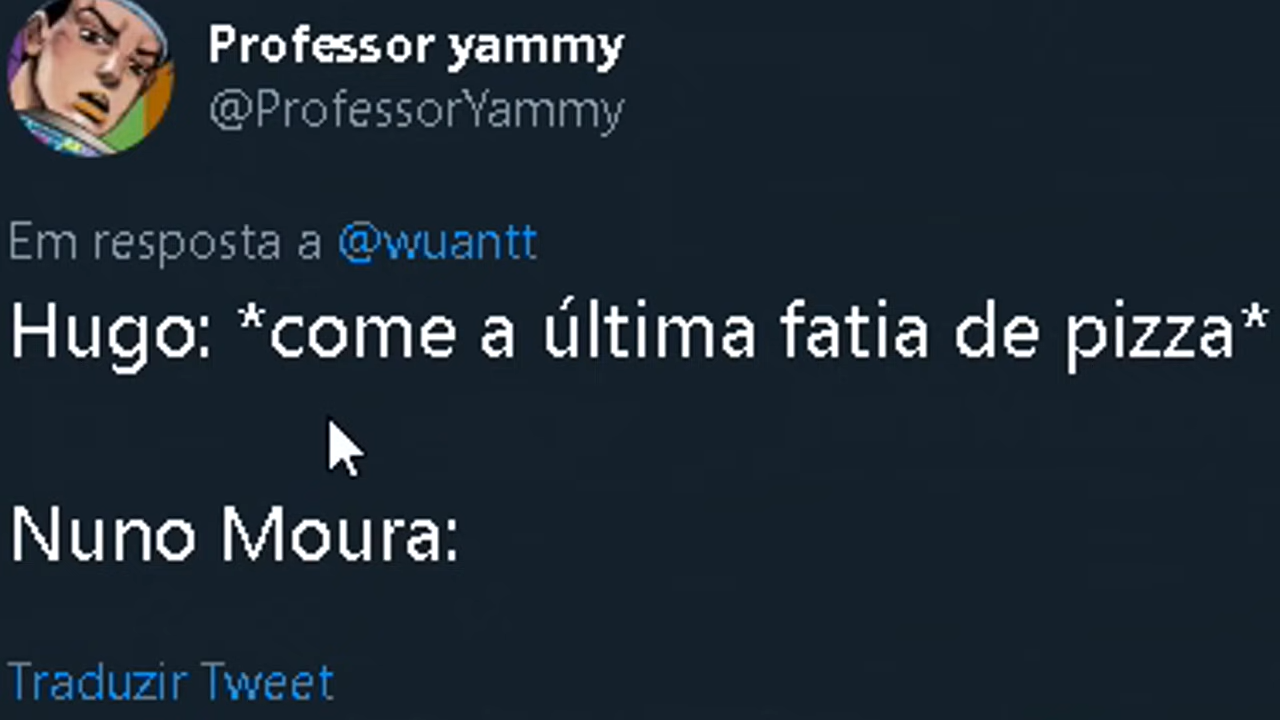 Professor yammy
@ProfessorYammy
Em resposta a @wuantt
Hugo: *come a última fatia de pizza*
Nuno Moura:
Traduzir Tweet